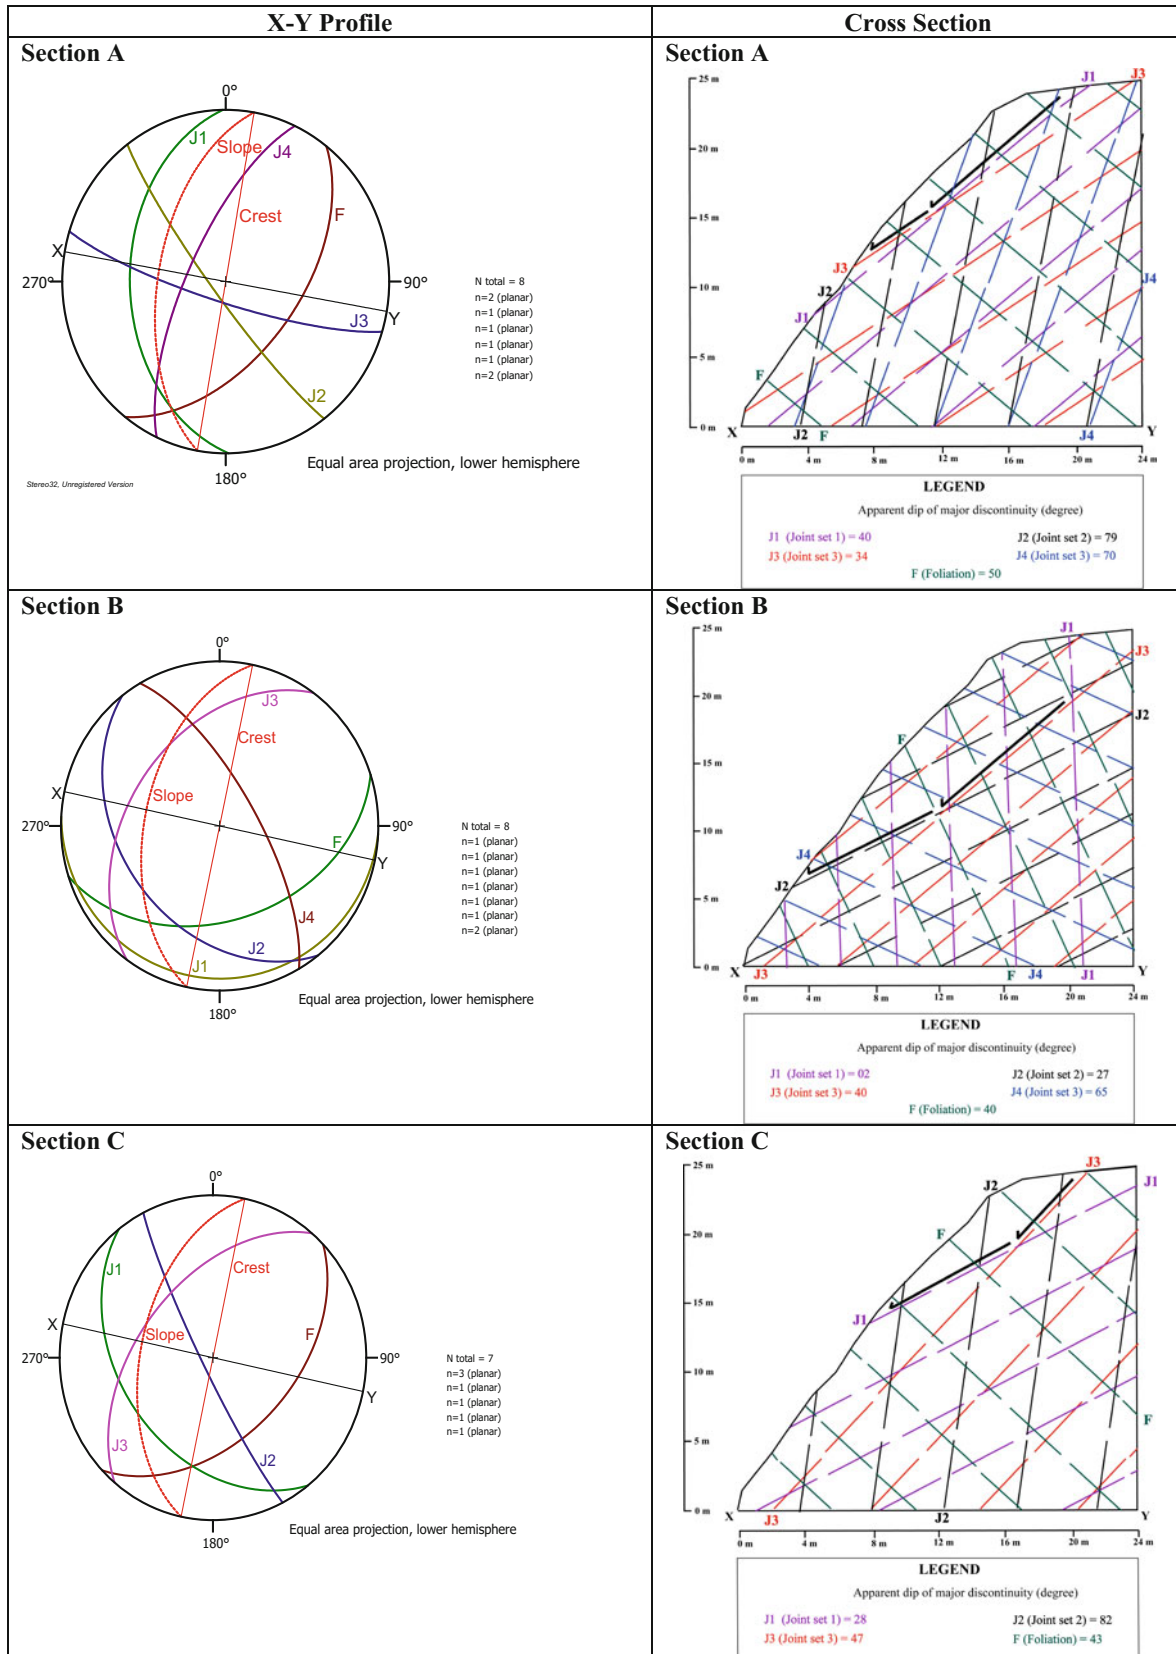 X-Y Profile
Cross Section
Section A
0°
J1
Slope
J4
Crest
F
X
270°
90°
Y
J3
J2
180°
N total = 8
n=2 (planar)
n=1 (planar)
n=1 (planar)
n=1 (planar)
n=1 (planar)
n=2 (planar)
Equal area projection, lower hemisphere
Stereo32, Unregistered Version
Section A
25 m
20 m
15 m
10 m
5 m
0 m
J1
J3
J3
J2
J1
J4
F
X
J2
F
J4
Y
0 m
4 m
8 m
12 m
16 m
20 m
24 m
LEGEND
Apparent dip of major discontinuity (degree)
J1 (Joint set 1) = 40
J2 (Joint set 2) = 79
J3 (Joint set 3) = 34
J4 (Joint set 3) = 70
F (Foliation) = 50
Section B
0°
J3
Crest
X
Slope
270°
90°
F
Y
J4
J2
J1
180°
N total = 8
n=1 (planar)
n=1 (planar)
n=1 (planar)
n=1 (planar)
n=1 (planar)
n=1 (planar)
n=2 (planar)
Equal area projection, lower hemisphere
Section B
25 m
20 m
15 m
10 m
5 m
0 m
J1
J3
J2
F
J4
J2
X
J3
F
J4
J1
Y
0 m
4 m
8 m
12 m
16 m
20 m
24 m
LEGEND
Apparent dip of major discontinuity (degree)
J1 (Joint set 1) = 02
J2 (Joint set 2) = 27
J3 (Joint set 3) = 40
J4 (Joint set 3) = 65
F (Foliation) = 40
Section C
0°
J1
Crest
X
Slope
F
270°
90°
Y
J3
J2
180°
N total = 7
n=3 (planar)
n=1 (planar)
n=1 (planar)
n=1 (planar)
n=1 (planar)
Equal area projection, lower hemisphere
Section C
25 m
20 m
15 m
10 m
5 m
0 m
J3
J1
J2
F
J1
F
X
J3
J2
Y
0 m
4 m
8 m
12 m
16 m
20 m
24 m
LEGEND
Apparent dip of major discontinuity (degree)
J1 (Joint set 1) = 28
J2 (Joint set 2) = 82
J3 (Joint set 3) = 47
F (Foliation) = 43